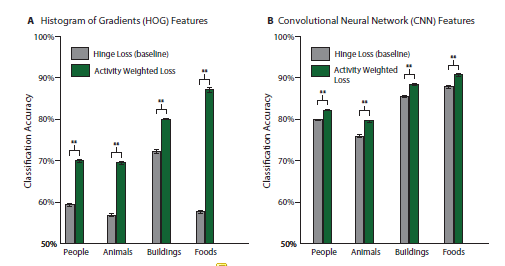 A Histogram of Gradients (HOG) Features
100%
90%
80%
70%
60%
50%
Classification Accuracy
Hinge Loss (baseline)
Activity Weighted Loss
**
**
**
**
People Animals Buildings Foods
B Convolutional Neural Network (CNN) Features
100%
90%
80%
70%
60%
50%
Classification Accuracy
Hinge Loss (baseline)
Activity Weighted
Loss
**
**
**
**
People Animals Buildings Foods